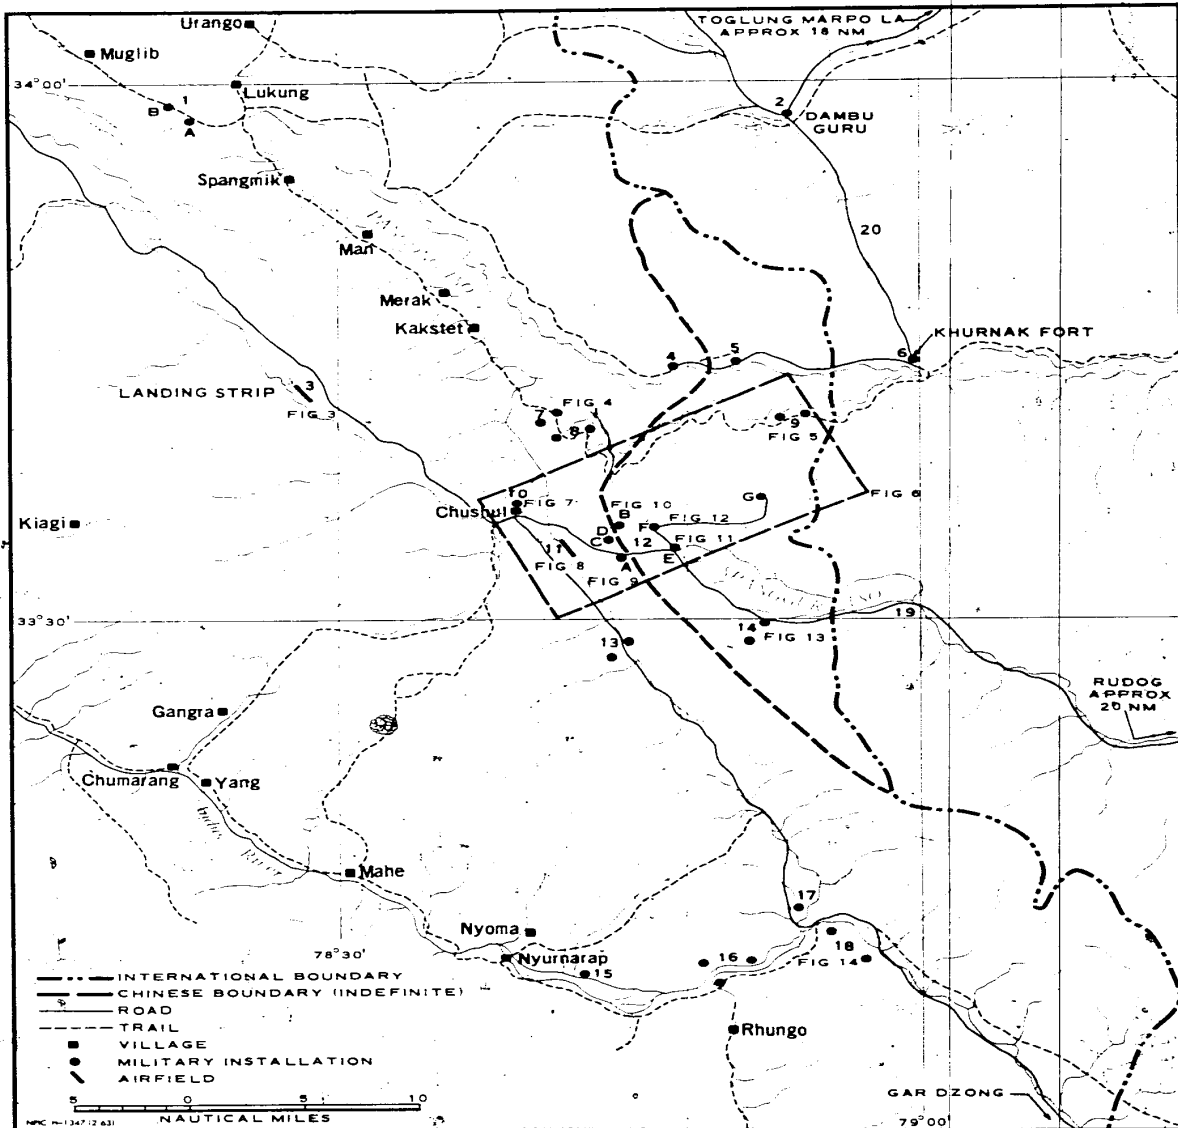 Urango
TOGLUNG MARPO LA
APPROX 18 NM
Muglib
34°00'
Lukung
1
B
A
2
DAMBU
GURU
Spangmik
20
Man
Merak
Kakstet
KHURNAK FORT
4
5
6
LANDING STRIP
3
FIG 3
FIG 4
7
8
9
FIG 5
10
FIG 7
Chushul
FIG 10
G
FIG 6
Kiagi
B
F
FIG 12
D
C
12
FIG 11
E
11
FIG 8
A
FIG 9
SPANGGUR TSO
33°30'
19
14
FIG 13
13
RUDOG
APPROX
20 NM
Gangra
Chumarang
Yang
Indus
River
Mahe
17
Nyoma
18
78°30'
Nyurnarap
15
16
FIG 14
Rhungo
INTERNATIONAL BOUNDARY
CHINESE BOUNDARY (INDEFINITE)
ROAD
TRAIL
VILLAGE
MILITARY INSTALLATION
AIRFIELD
GAR DZONG
5 0 5 10
NAUTICAL MILES
79°00'